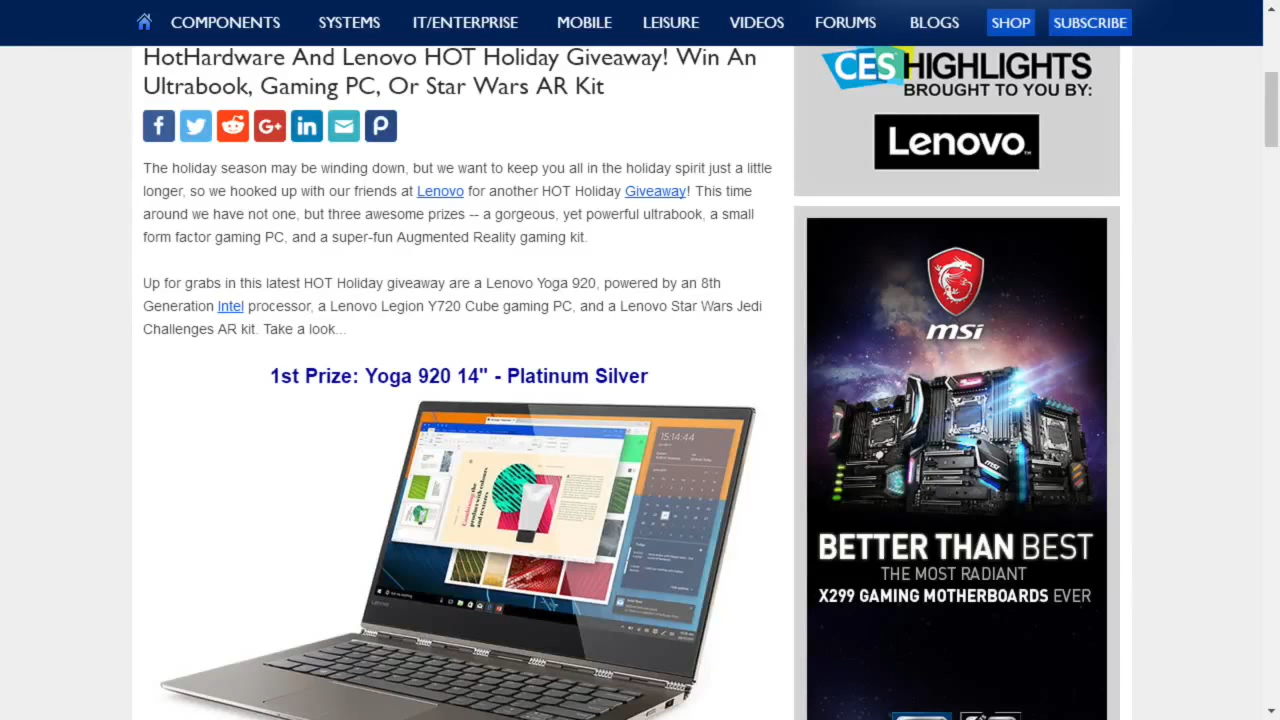 COMPONENTS SYSTEMS IT/ENTERPRISE MOBILE LEISURE VIDEOS FORUMS BLOGS SHOP SUBSCRIBE
HotHardware And Lenovo HOT Holiday Giveaway! Win An
Ultrabook, Gaming PC, Or Star Wars AR Kit
The holiday season may be winding down, but we want to keep you all in the holiday spirit just a little
longer, so we hooked up with our friends at Lenovo for another HOT Holiday Giveaway! This time
around we have not one, but three awesome prizes -- a gorgeous, yet powerful ultrabook, a small
form factor gaming PC, and a super-fun Augmented Reality gaming kit.
Up for grabs in this latest HOT Holiday giveaway are a Lenovo Yoga 920, powered by an 8th
Generation Intel processor, a Lenovo Legion Y720 Cube gaming PC, and a Lenovo Star Wars Jedi
Challenges AR kit. Take a look...
1st Prize: Yoga 920 14" - Platinum Silver
15:14:44
CES HIGHLIGHTS
BROUGHT TO YOU BY:
Lenovo
msi
msi
BETTER THAN BEST
THE MOST RADIANT
X299 GAMING MOTHERBOARDS EVER